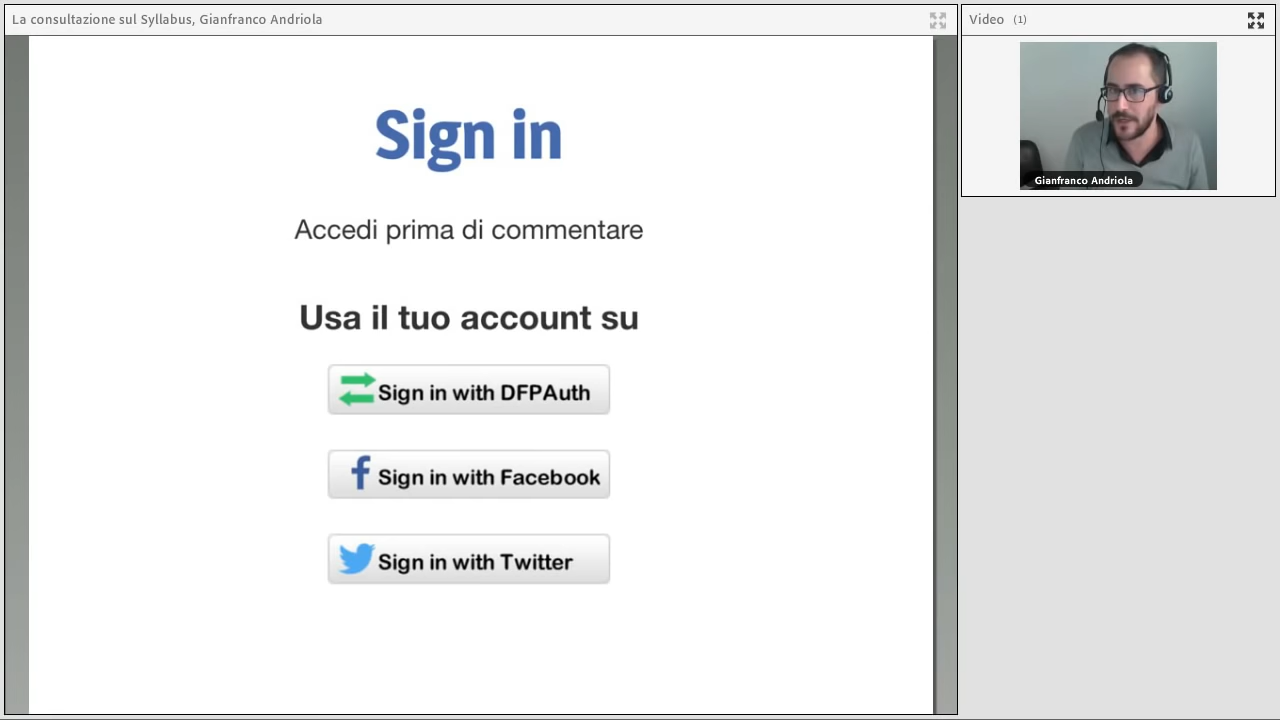 La consultazione sul Syllabus, Gianfranco Andriola
Video (1)
Sign in
Accedi prima di commentare
Usa il tuo account su
Sign in with DFPAuth
Sign in with Facebook
Sign in with Twitter
Gianfranco Andriola